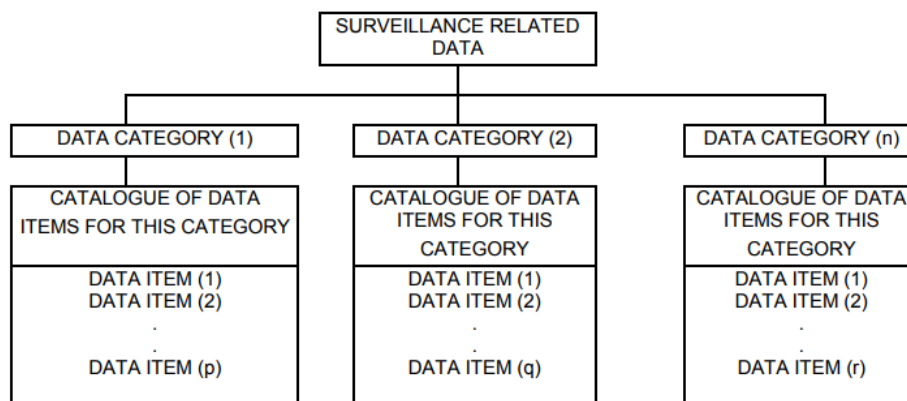 SURVEILLANCE RELATED
DATA
DATA CATEGORY (1)
DATA CATEGORY (2)
DATA CATEGORY (n)
CATALOGUE OF DATA
ITEMS FOR THIS CATEGORY
DATA ITEM (1)
DATA ITEM (2)
.
.
DATA ITEM (p)
CATALOGUE OF DATA
ITEMS FOR THIS
CATEGORY
DATA ITEM (1)
DATA ITEM (2)
.
.
DATA ITEM (q)
CATALOGUE OF DATA
ITEMS FOR THIS
CATEGORY
DATA ITEM (1)
DATA ITEM (2)
.
.
DATA ITEM (r)